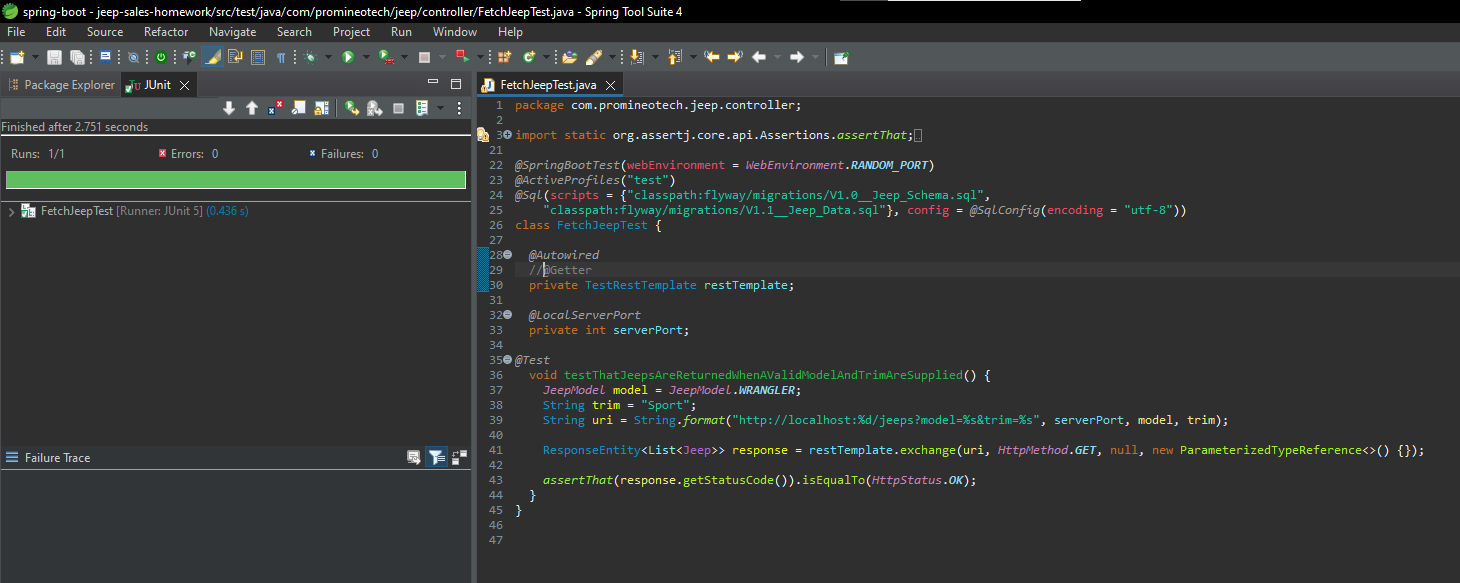 spring-boot - jeep-sales-homework/src/test/java/com/promineotech/jeep/controller/FetchJeepTest.java - Spring Tool Suite 4
File Edit Source Refactor Navigate Search Project Run Window Help
Package Explorer JUnit
Finished after 2.751 seconds
Runs: 1/1 Errors: 0 Failures: 0
FetchJeepTest [Runner: JUnit 5] (0.436 s)
Failure Trace
FetchJeepTest.java
1 package com.promineotech.jeep.controller;
2
3 import static org.assertj.core.api.Assertions.assertThat;
21
22 @SpringBootTest(webEnvironment = WebEnvironment.RANDOM_PORT)
23 @ActiveProfiles("test")
24 @Sql(scripts = {"classpath:flyway/migrations/V1.0__Jeep_Schema.sql",
25 "classpath:flyway/migrations/V1.1__Jeep_Data.sql"}, config = @SqlConfig(encoding = "utf-8"))
26 class FetchJeepTest {
27
28 @Autowired
29 //@Getter
30 private TestRestTemplate restTemplate;
31
32 @LocalServerPort
33 private int serverPort;
34
35 @Test
36 void testThatJeepsAreReturnedWhenAValidModelAndTrimAreSupplied() {
37 JeepModel model = JeepModel.WRANGLER;
38 String trim = "Sport";
39 String uri = String.format("http://localhost:%d/jeeps?model=%s&trim=%s", serverPort, model, trim);
40
41 ResponseEntity<List<Jeep>> response = restTemplate.exchange(uri, HttpMethod.GET, null, new ParameterizedTypeReference<>() {});
42
43 assertThat(response.getStatusCode()).isEqualTo(HttpStatus.OK);
44 }
45 }
46
47